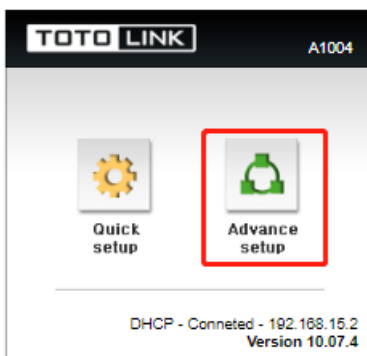 TOTO LINK
A1004
Quick
setup
Advance
setup
DHCP - Conneted - 192.168.15.2
Version 10.07.4